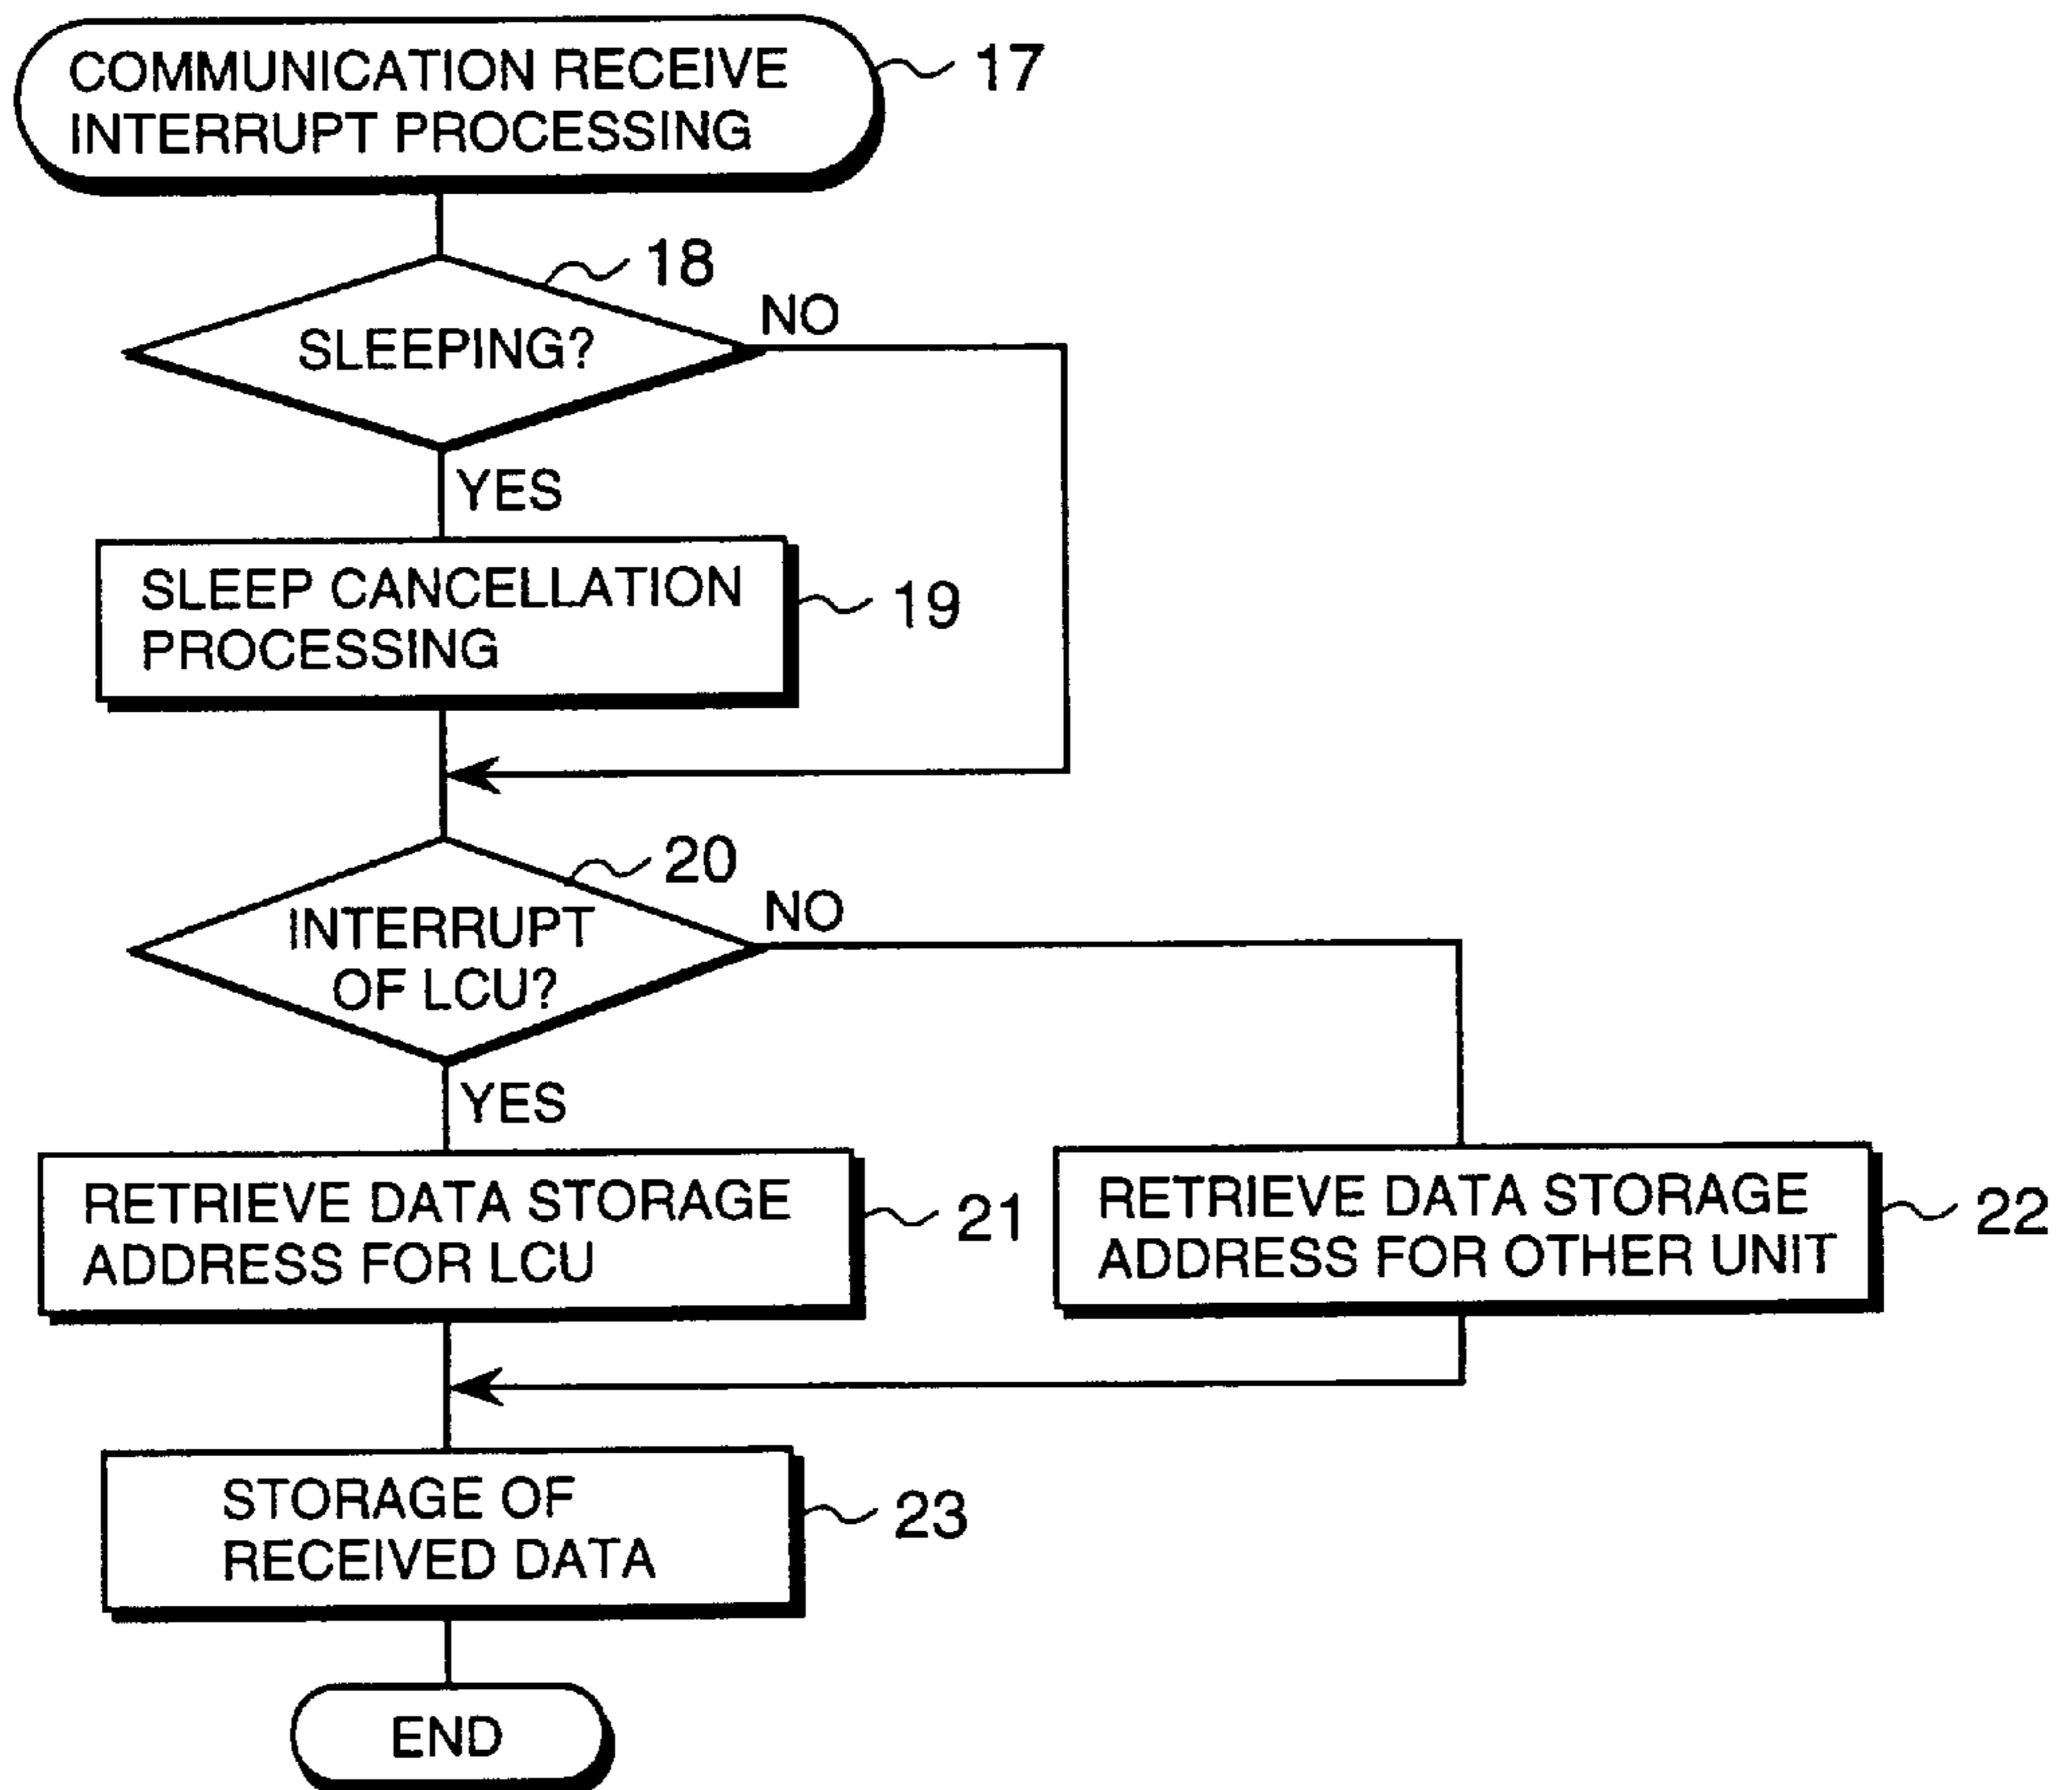 COMMUNICATION RECEIVE
INTERRUPT PROCESSING
17
18
SLEEPING?
NO
YES
SLEEP CANCELLATION
PROCESSING
19
20
INTERRUPT
OF LCU?
NO
YES
RETRIEVE DATA STORAGE
ADDRESS FOR LCU
21
RETRIEVE DATA STORAGE
ADDRESS FOR OTHER UNIT
22
STORAGE OF
RECEIVED DATA
23
END